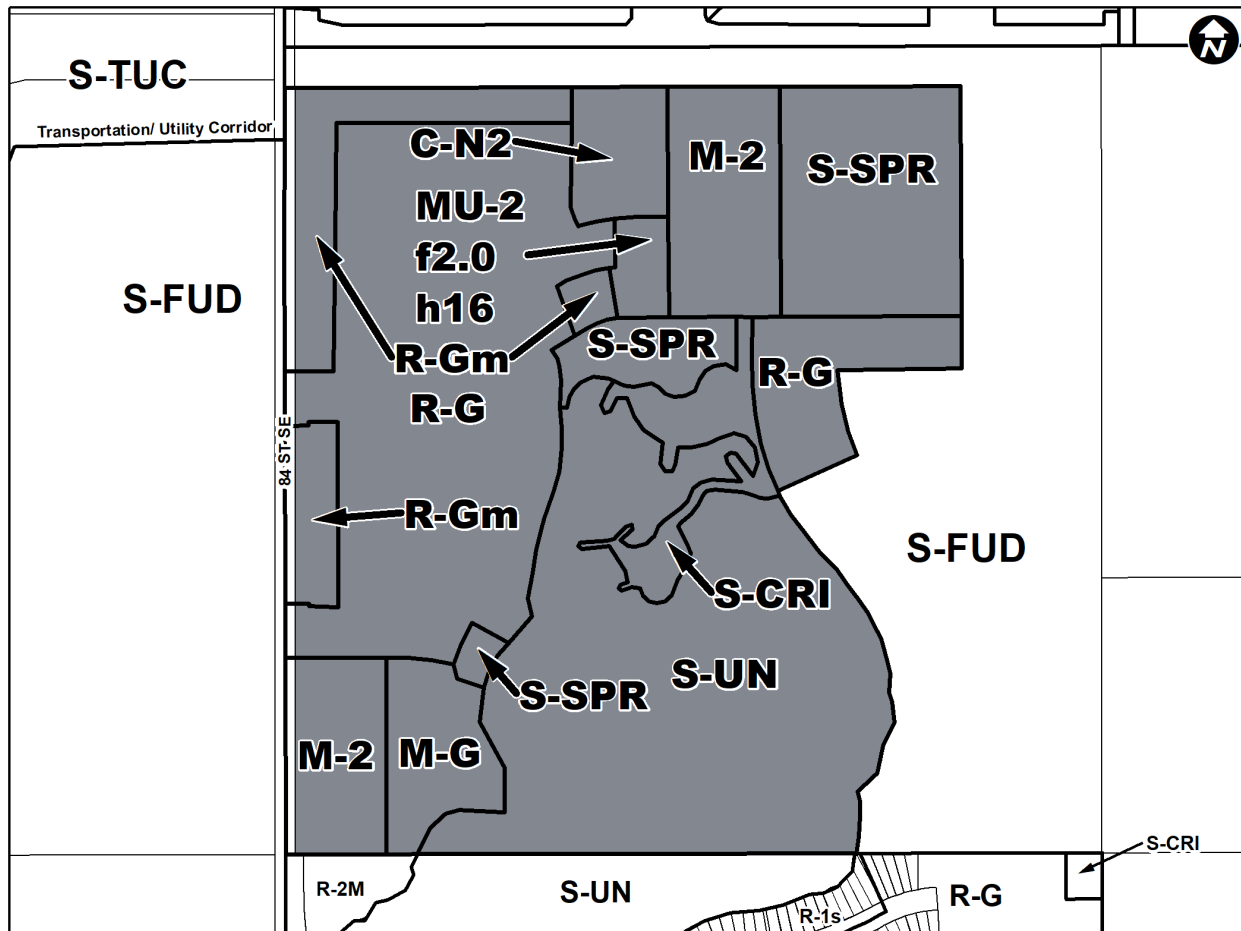 N
S-TUC
Transportation/ Utility Corridor
C-N2
M-2
S-SPR
MU-2
f2.0
h16
S-FUD
R-Gm
S-SPR
R-G
R-G
84 ST SE
R-Gm
S-FUD
S-CRI
S-UN
S-SPR
M-2
M-G
S-CRI
R-2M
S-UN
R-G
R-1s